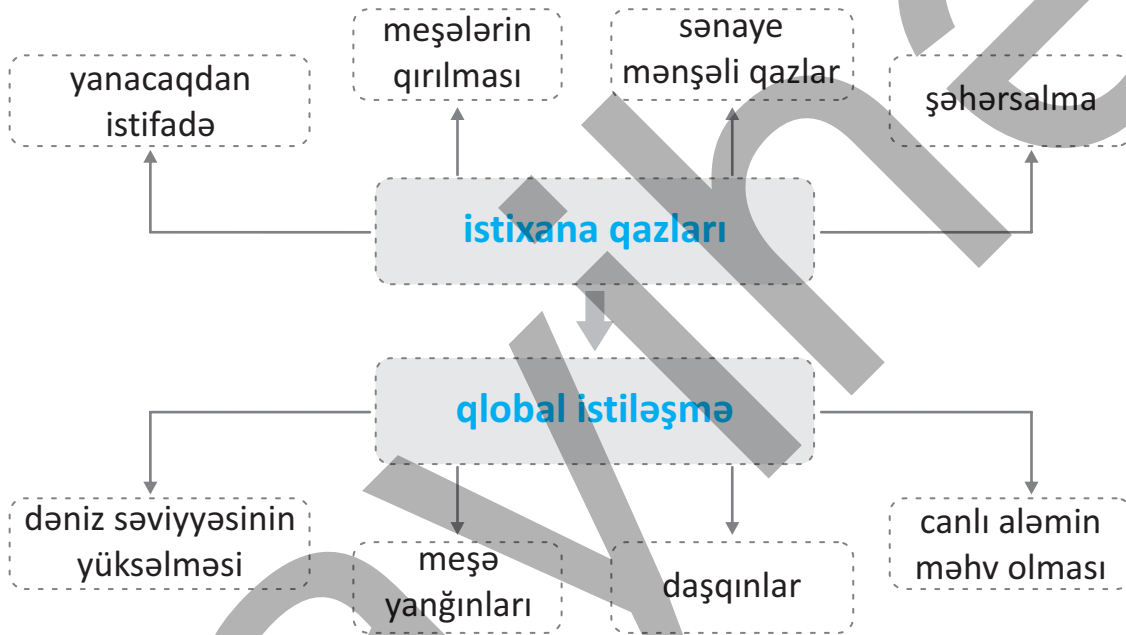 yanacaqdan
istifadə
meşələrin
qırılması
sənaye
mənşəli qazlar
şəhərsalma
istixana qazları
qlobal istiləşmə
dəniz səviyyəsinin
yüksəlməsi
meşə
yanğınları
daşqınlar
canlı aləmin
məhv olması